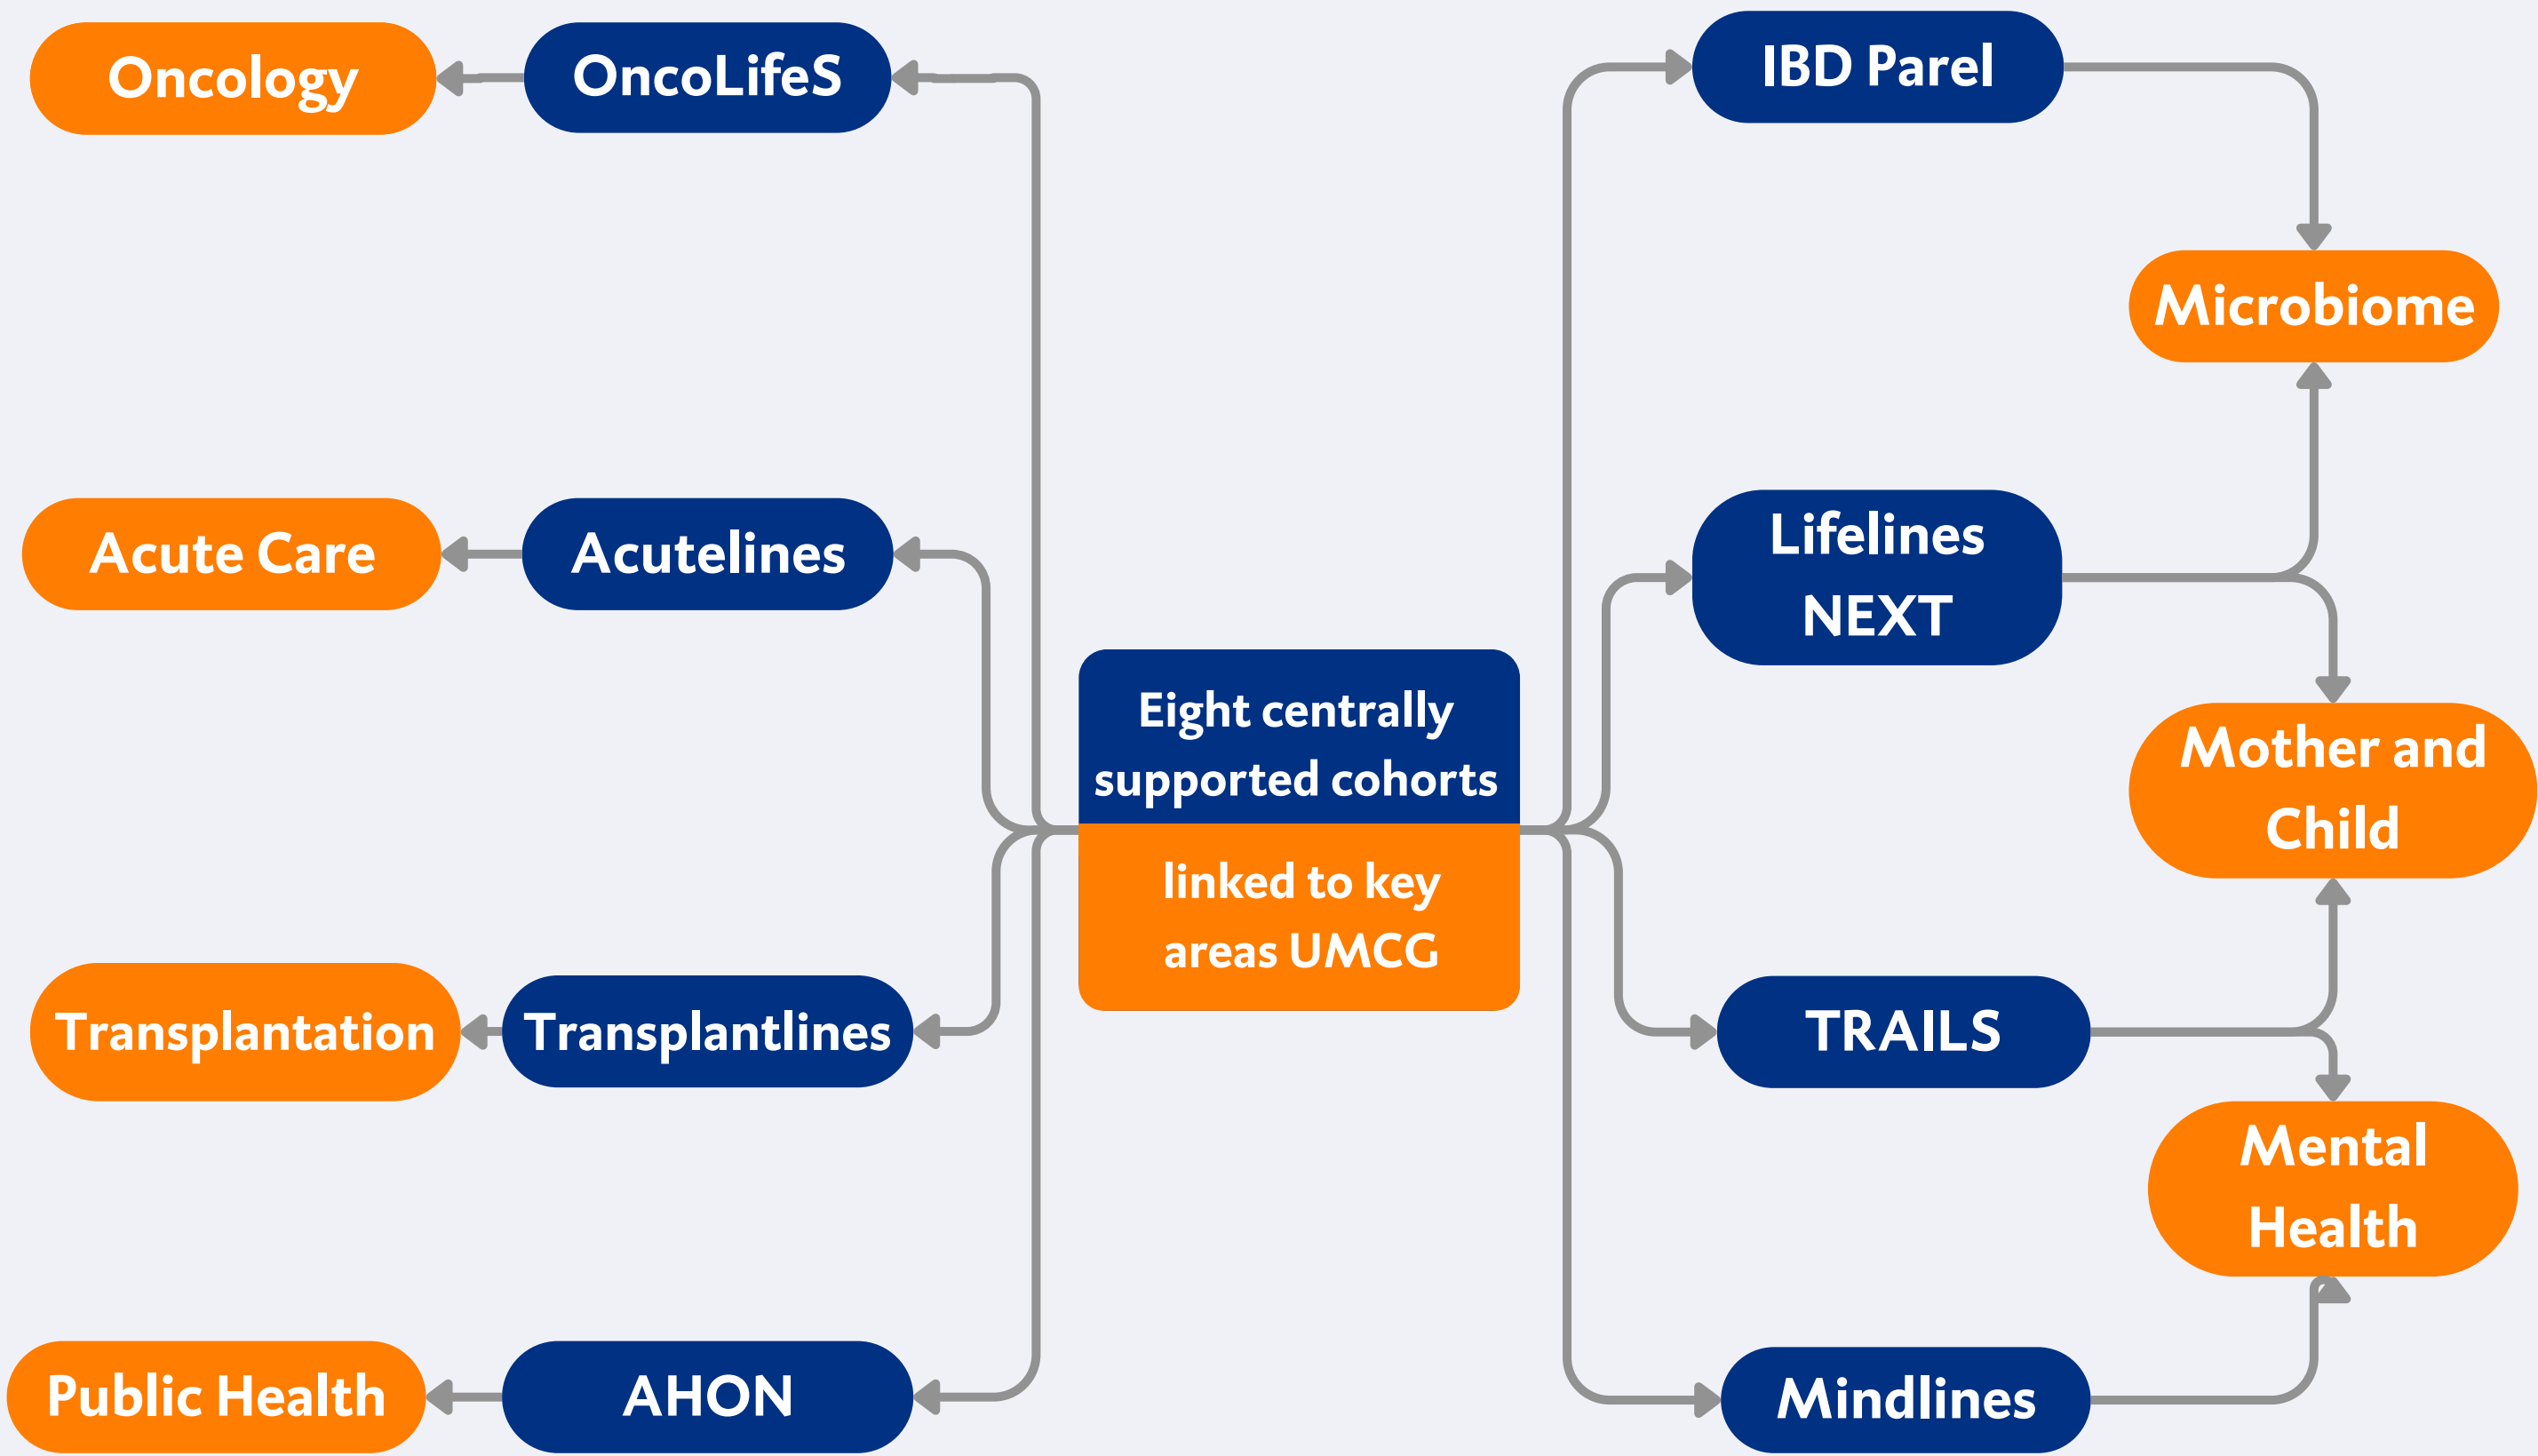 Oncology
OncoLifeS
IBD Parel
Microbiome
Acute Care
Acutelines
Lifelines
NEXT
Eight centrally
supported cohorts
linked to key
areas UMCG
Mother and
Child
Transplantation
Transplantlines
TRAILS
Mental
Health
Public Health
AHON
Mindlines